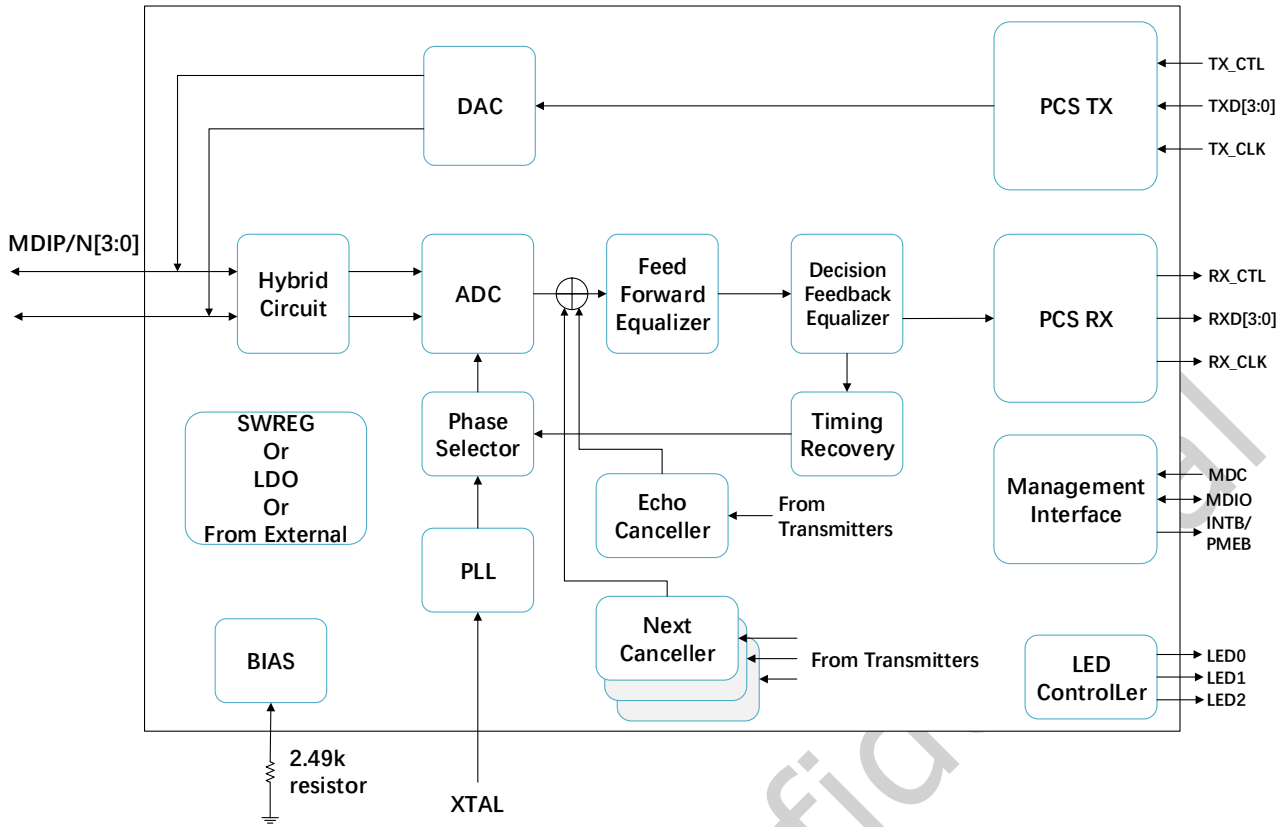 DAC
PCS TX
TX_CTL
TXD[3:0]
TX_CLK
MDIP/N[3:0]
Hybrid
Circuit
ADC
Feed
Forward
Equalizer
Decision
Feedback
Equalizer
PCS RX
RX_CTL
RXD[3:0]
RX_CLK
SWREG
Or
LDO
Or
From External
Phase
Selector
Timing
Recovery
Echo
Canceller
From
Transmitters
Management
Interface
MDC
MDIO
INTB/
PMEB
PLL
Next
Canceller
From Transmitters
BIAS
LED
ControlLer
LED0
LED1
LED2
2.49k
resistor
XTAL